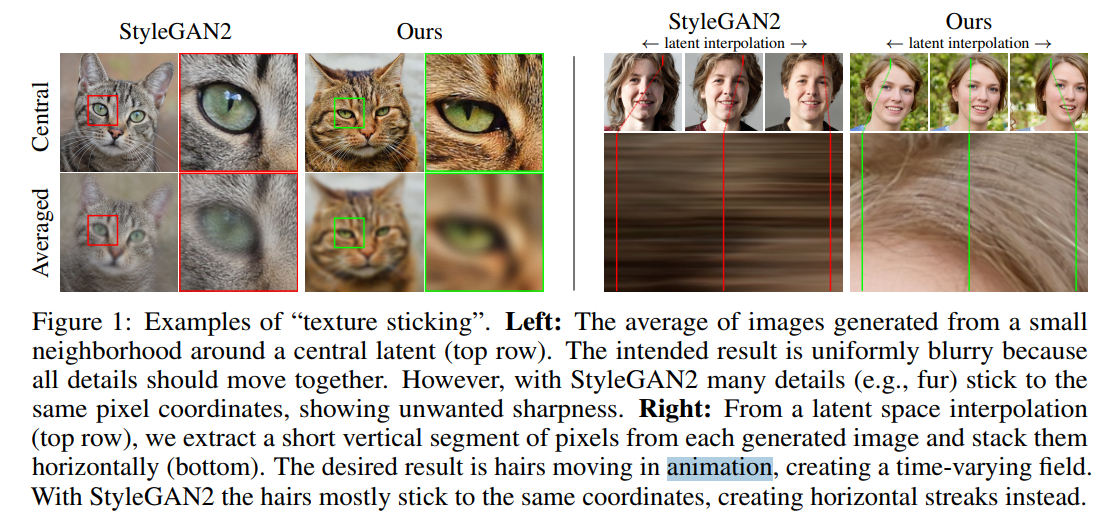 StyleGAN2 Ours StyleGAN2 Ours
← latent interpolation → ← latent interpolation →
Central
Averaged
Figure 1: Examples of “texture sticking”. Left: The average of images generated from a small
neighborhood around a central latent (top row). The intended result is uniformly blurry because
all details should move together. However, with StyleGAN2 many details (e.g., fur) stick to the
same pixel coordinates, showing unwanted sharpness. Right: From a latent space interpolation
(top row), we extract a short vertical segment of pixels from each generated image and stack them
horizontally (bottom). The desired result is hairs moving in animation, creating a time-varying field.
With StyleGAN2 the hairs mostly stick to the same coordinates, creating horizontal streaks instead.